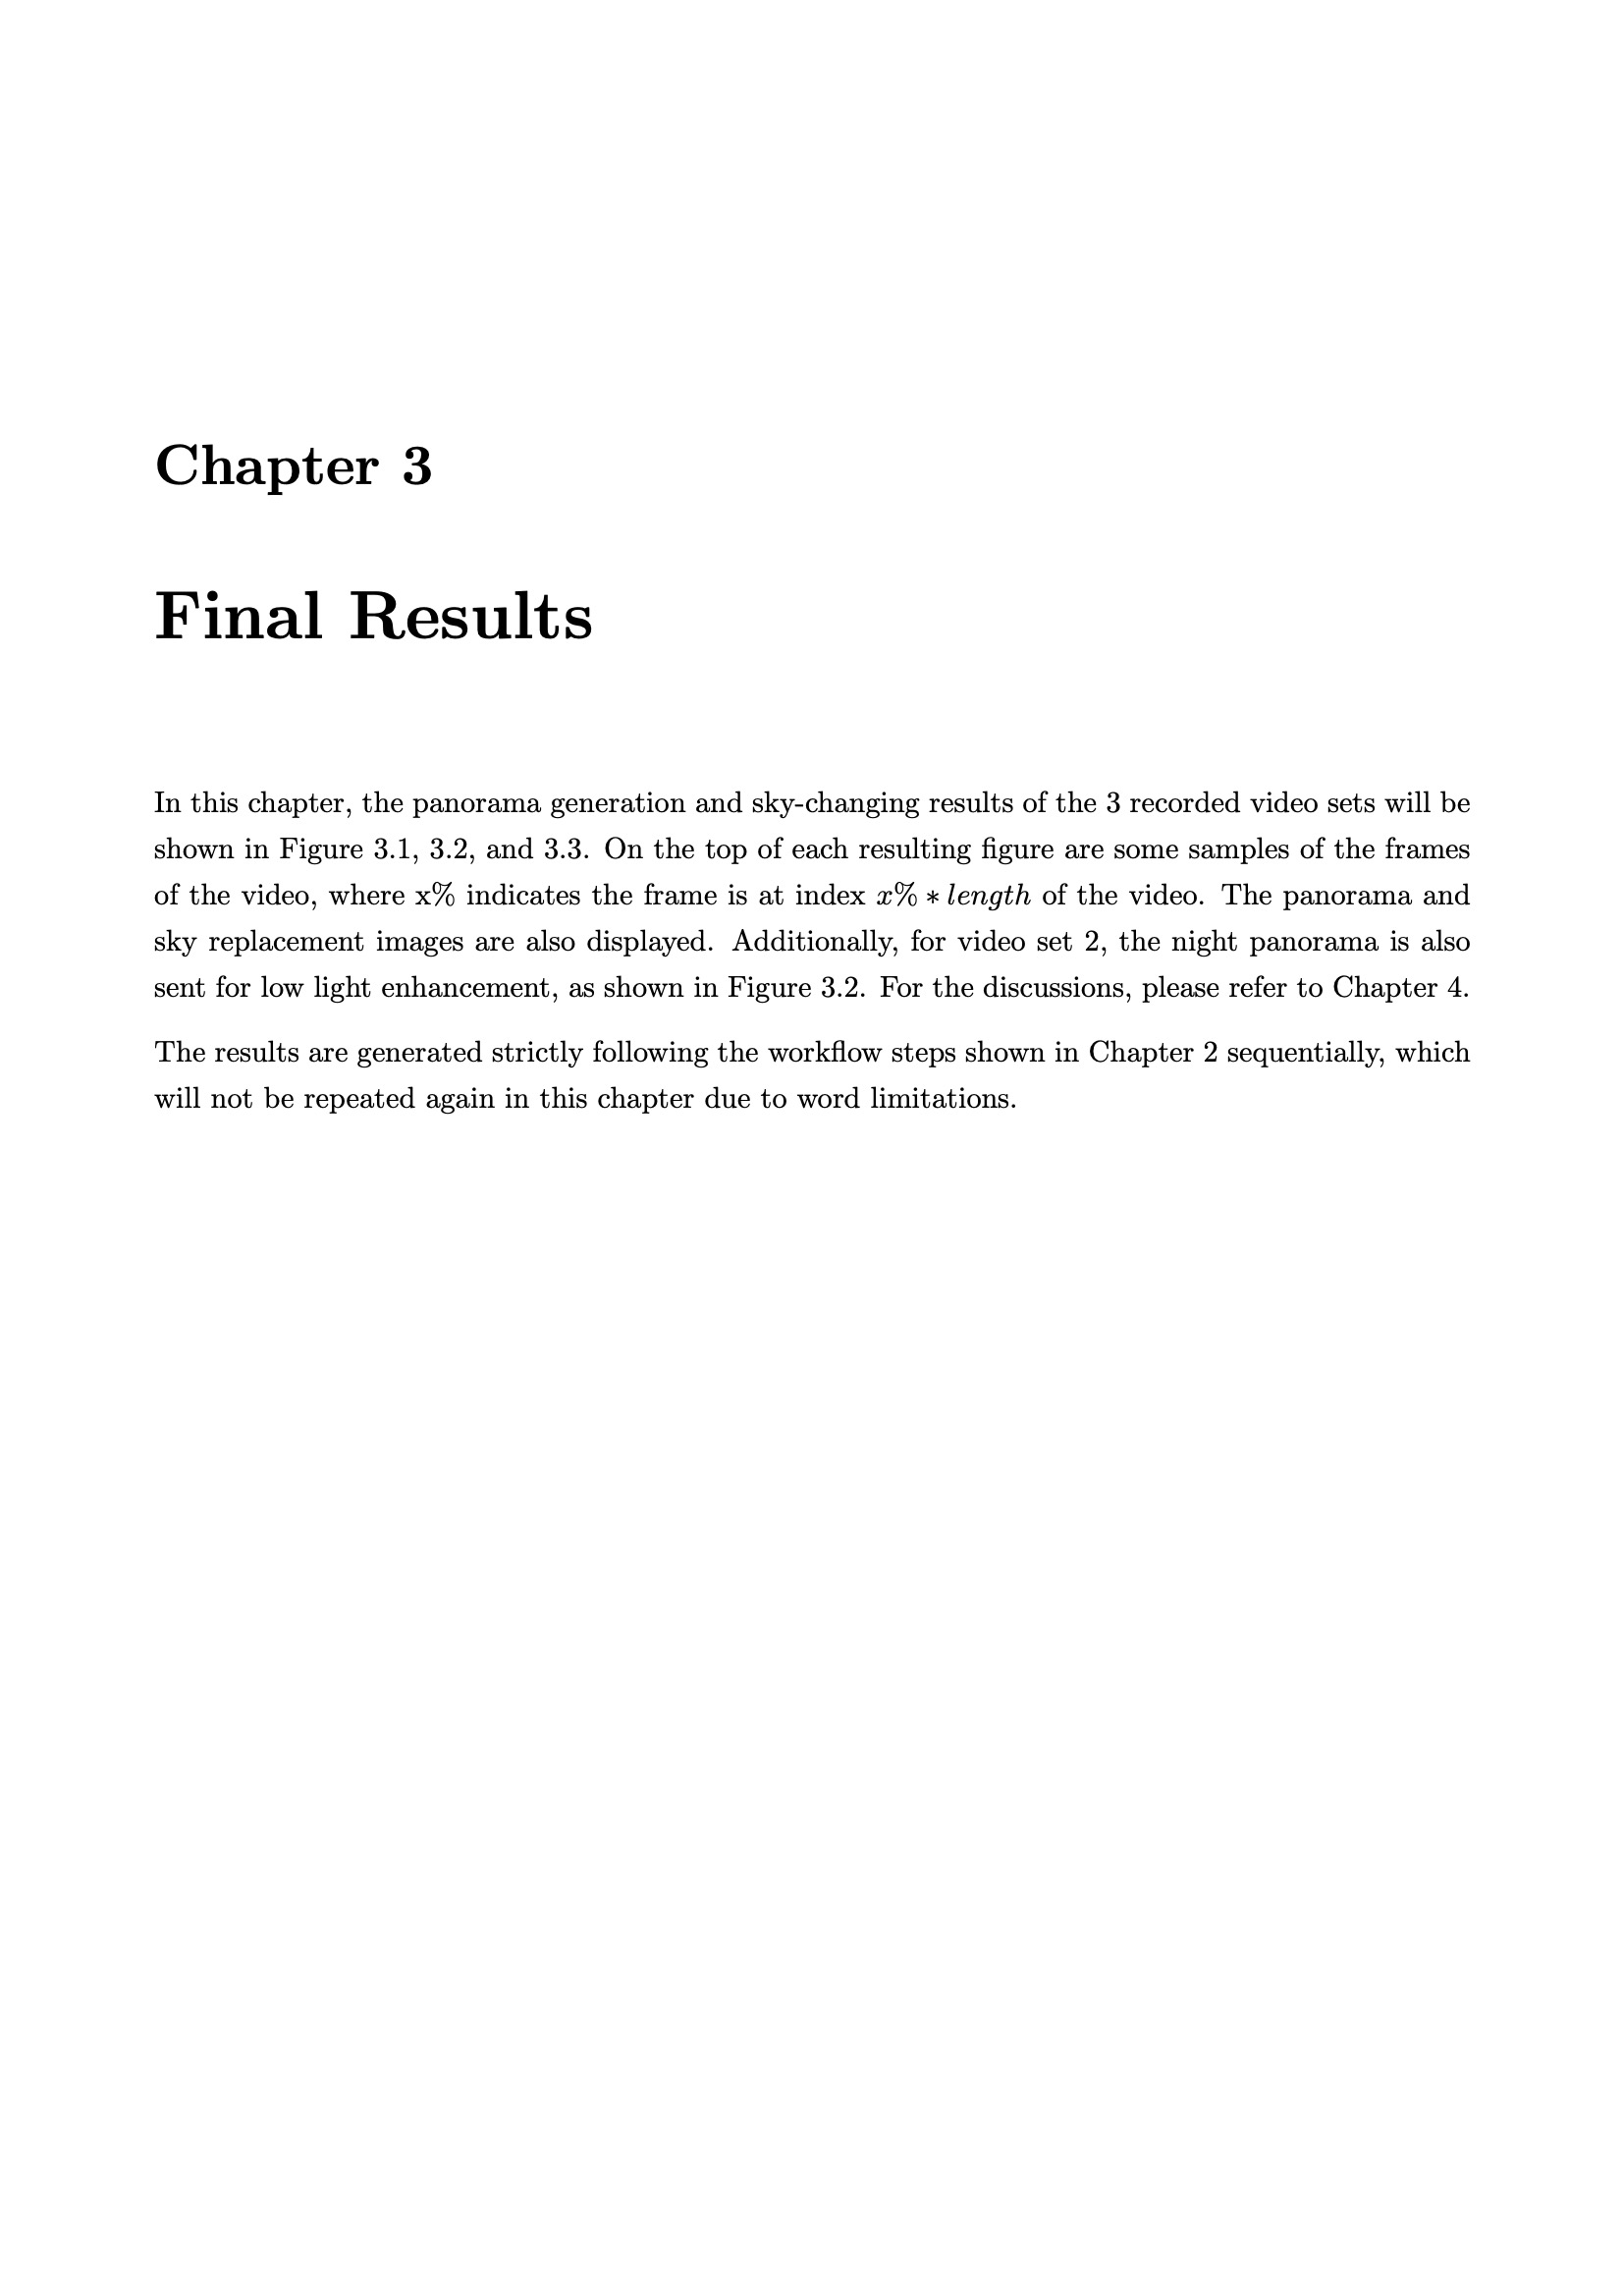 Chapter 3
Final Results
In this chapter, the panorama generation and sky-changing results of the 3 recorded video sets will be
shown in Figure 3.1, 3.2, and 3.3. On the top of each resulting figure are some samples of the frames
of the video, where x% indicates the frame is at index x% * length of the video. The panorama and
sky replacement images are also displayed. Additionally, for video set 2, the night panorama is also
sent for low light enhancement, as shown in Figure 3.2. For the discussions, please refer to Chapter 4.
The results are generated strictly following the workflow steps shown in Chapter 2 sequentially, which
will not be repeated again in this chapter due to word limitations.